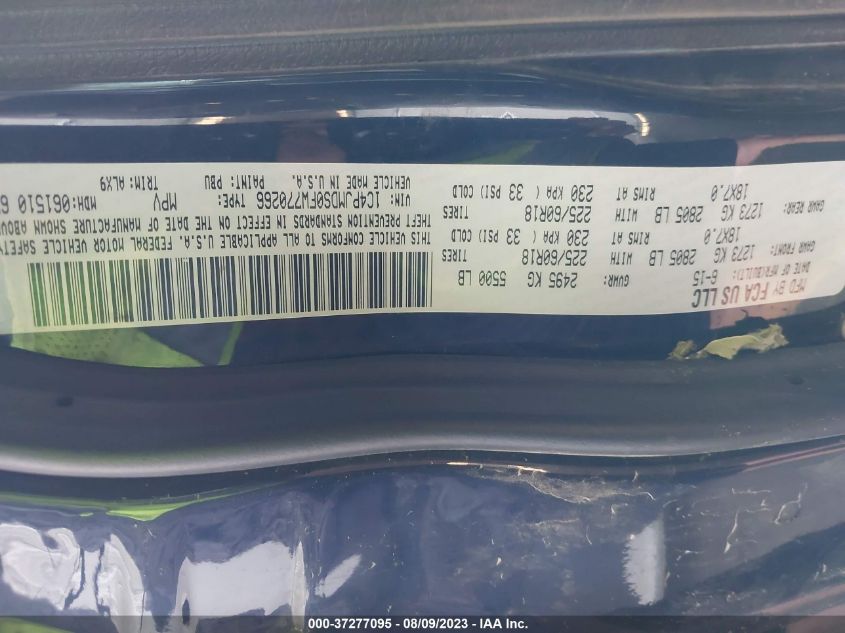 MFD BY FCA US LLC
DATE OF MFR(BUILT): 6-15 GVWR: 2495 KG 5500 LB
GAWR FRONT: 1273 KG 2805 LB WITH 225/60R18 TIRES
18X7.0 RIMS AT 230 KPA ( 33 PSI) COLD
GAWR REAR: 1273 KG 2805 LB WITH 225/60R18 TIRES
18X7.0 RIMS AT 230 KPA ( 33 PSI) COLD
THIS VEHICLE CONFORMS TO ALL APPLICABLE U.S.A. FEDERAL MOTOR VEHICLE SAFETY
THEFT PREVENTION STANDARDS IN EFFECT ON THE DATE OF MANUFACTURE SHOWN ABOV
VIN: 1C4PJMDS0FW770266 TYPE: MPV MDH:061510
VEHICLE MADE IN U.S.A. PAINT: PBU TRIM: ALX9
000-37277095 - 08/09/2023 - © IAA Inc.